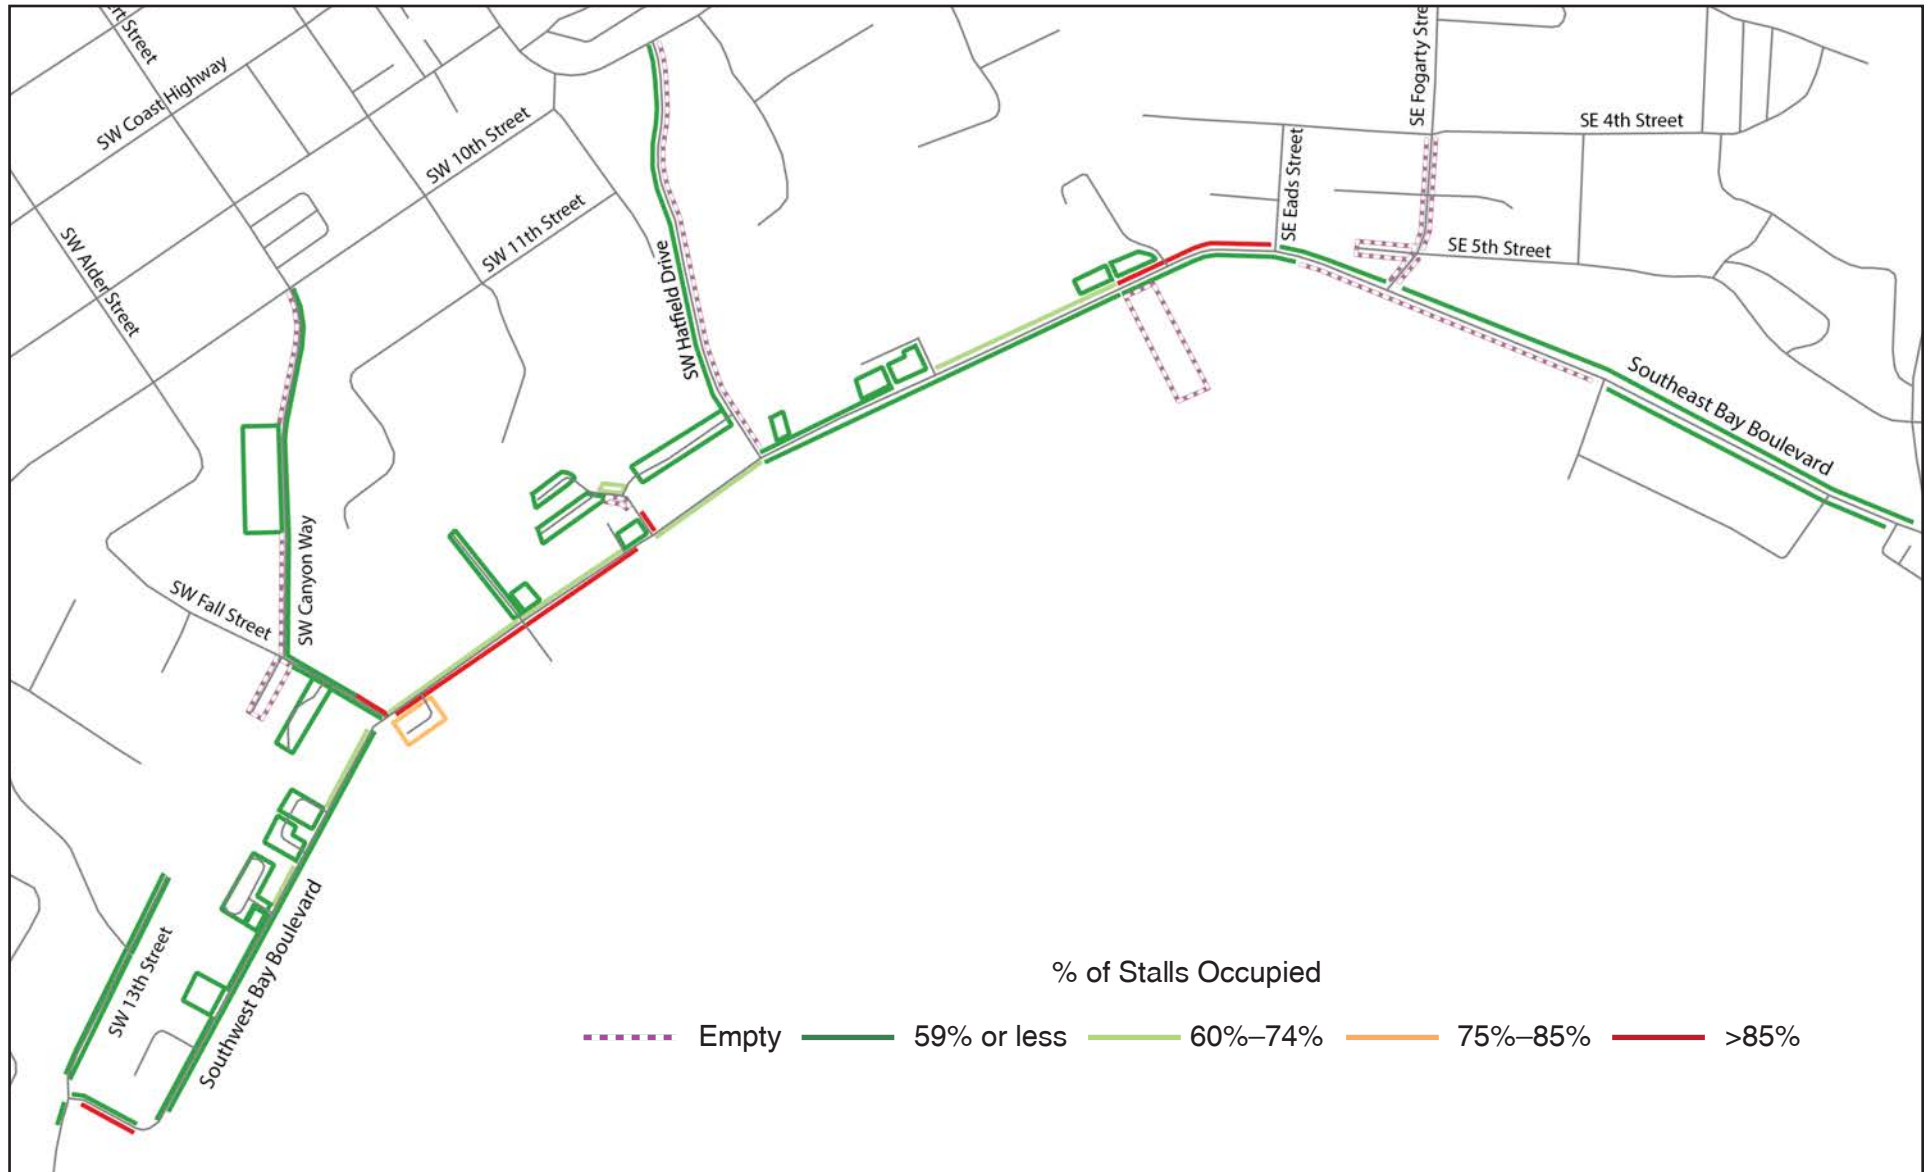 SW Coast Highway
SE Fogarty Stre
SE 4th Street
SW 10th Street
SE Eads Street
SW 11th Street
SW Alder Street
SE 5th Street
SW Hatfield Drive
Southeast Bay Boulevard
SW Canyon Way
SW Fall Street
SW 13th Street
Southwest Bay Boulevard
% of Stalls Occupied
Empty
59% or less
60%–74%
75%–85%
>85%